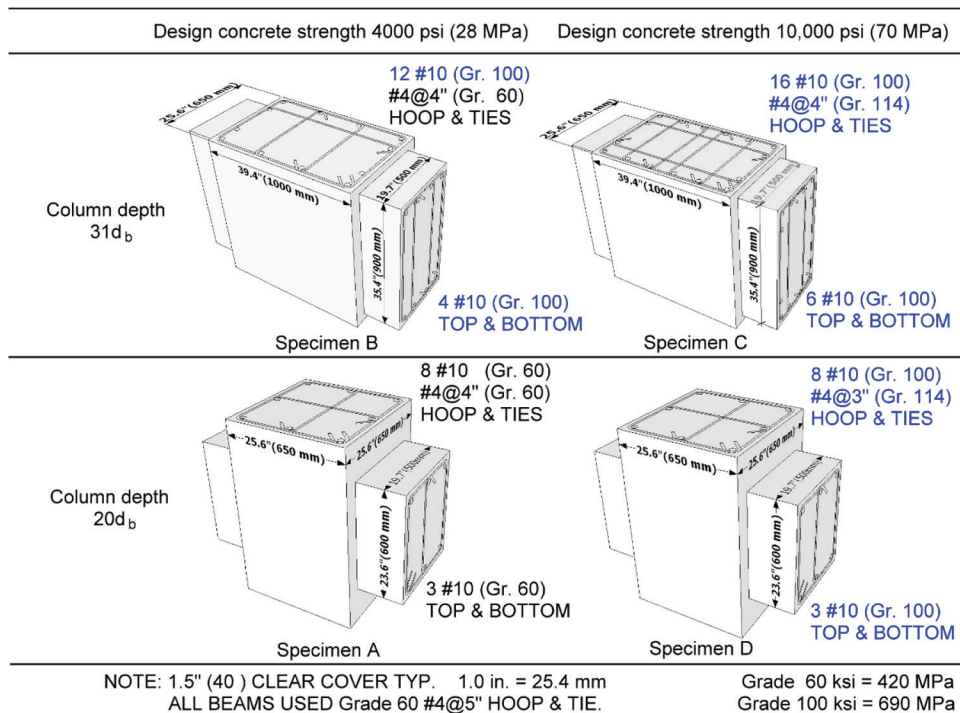 Design concrete strength 4000 psi (28 MPa)
Design concrete strength 10,000 psi (70 MPa)
12 #10 (Gr. 100)
#4@4" (Gr. 60)
HOOP & TIES
25.6" (650 mm)
39.4"(1000 mm)
19.7"(500 mm)
35.4"(900 mm)
Column depth
31d b
4 #10 (Gr. 100)
TOP & BOTTOM
Specimen B
16 #10 (Gr. 100)
#4@4" (Gr. 114)
HOOP & TIES
25.6" (650 mm)
39.4"(1000 mm)
19.7"(500 mm)
35.4"(900 mm)
6 #10 (Gr. 100)
TOP & BOTTOM
Specimen C
8 #10 (Gr. 60)
#4@4" (Gr. 60)
HOOP & TIES
25.6"(650 mm)
25.6"(650 mm)
19.7"(500mm)
23.6"(600 mm)
Column depth
20d b
3 #10 (Gr. 60)
TOP & BOTTOM
Specimen A
8 #10 (Gr. 100)
#4@3" (Gr. 114)
HOOP & TIES
25.6"(650 mm)
25.6"(650 mm)
19.7"(500mm)
23.6"(600 mm)
3 #10 (Gr. 100)
TOP & BOTTOM
Specimen D
NOTE: 1.5" (40 ) CLEAR COVER TYP. 1.0 in. = 25.4 mm
ALL BEAMS USED Grade 60 #4@5" HOOP & TIE.
Grade 60 ksi = 420 MPa
Grade 100 ksi = 690 MPa